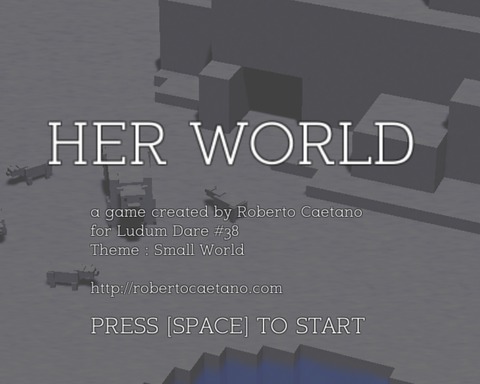 HER WORLD
a game created by Roberto Caetano
for Ludum Dare #38
Theme : Small World
http://robertocaetano.com
PRESS [SPACE] TO START